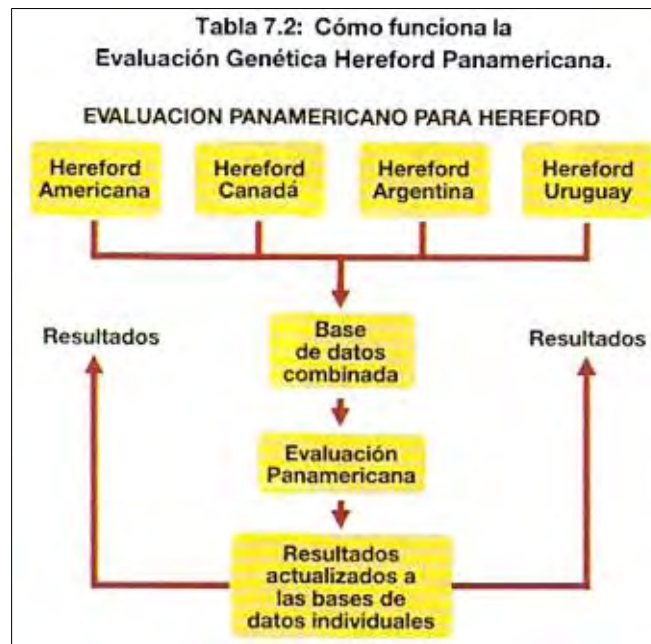 Tabla 7.2: Cómo funciona la
Evaluación Genética Hereford Panamericana.
EVALUACION PANAMERICANO PARA HEREFORD
Hereford
Americana
Hereford
Canadá
Hereford
Argentina
Hereford
Uruguay
Resultados
Base
de datos
combinada
Resultados
Evaluación
Panamericana
Resultados
actualizados a
las bases de
datos individuales